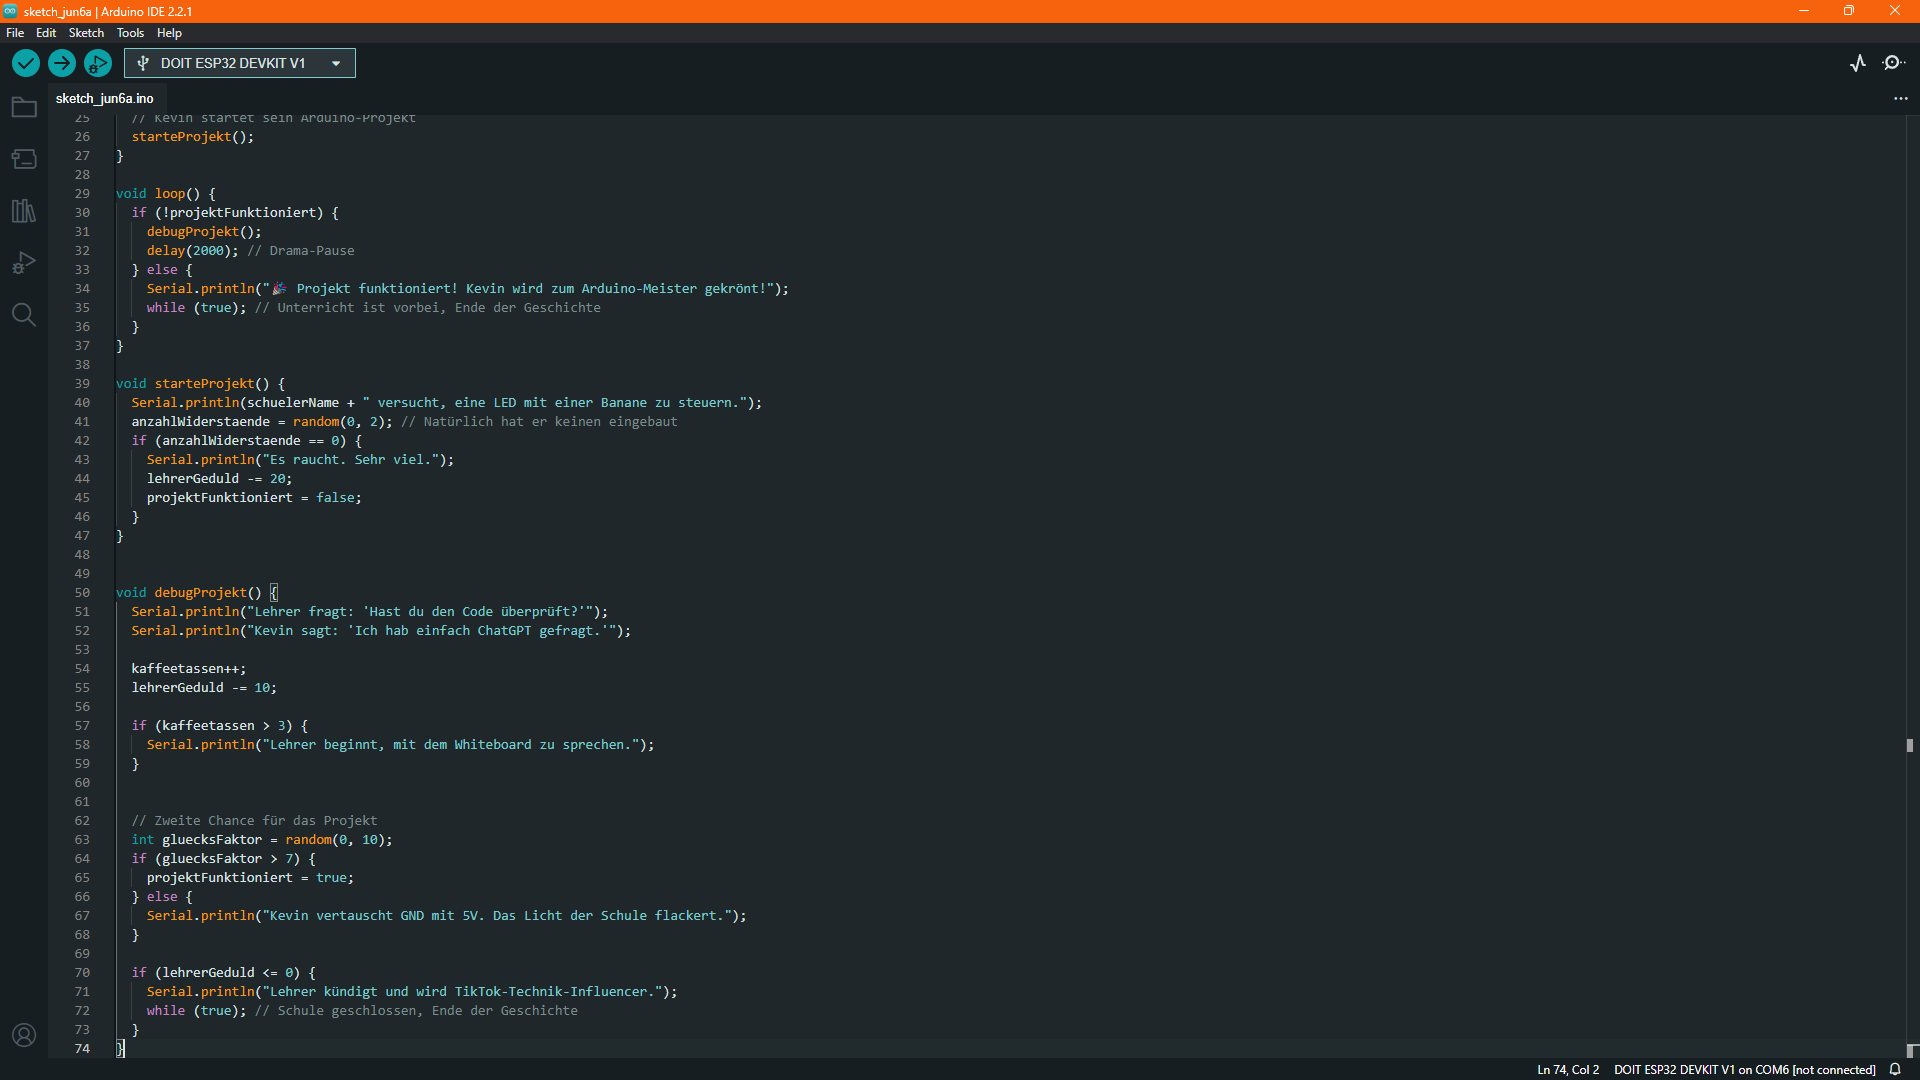 sketch_jun6a | Arduino IDE 2.2.1
File Edit Sketch Tools Help
DOIT ESP32 DEVKIT V1
sketch_jun6a.ino
25 // Kevin startet sein Arduino-Projekt
26 starteProjekt();
27 }
28
29 void loop() {
30 if (!projektFunktioniert) {
31 debugProjekt();
32 delay(2000); // Drama-Pause
33 } else {
34 Serial.println("🎉 Projekt funktioniert! Kevin wird zum Arduino-Meister gekrönt!");
35 while (true); // Unterricht ist vorbei, Ende der Geschichte
36 }
37 }
38
39 void starteProjekt() {
40 Serial.println(schuelerName + " versucht, eine LED mit einer Banane zu steuern.");
41 anzahlWiderstaende = random(0, 2); // Natürlich hat er keinen eingebaut
42 if (anzahlWiderstaende == 0) {
43 Serial.println("Es raucht. Sehr viel.");
44 lehrerGeduld -= 20;
45 projektFunktioniert = false;
46 }
47 }
48
49
50 void debugProjekt() {
51 Serial.println("Lehrer fragt: 'Hast du den Code überprüft?'");
52 Serial.println("Kevin sagt: 'Ich hab einfach ChatGPT gefragt.'");
53
54 kaffeetassen++;
55 lehrerGeduld -= 10;
56
57 if (kaffeetassen > 3) {
58 Serial.println("Lehrer beginnt, mit dem Whiteboard zu sprechen.");
59 }
60
61
62 // Zweite Chance für das Projekt
63 int gluecksFaktor = random(0, 10);
64 if (gluecksFaktor > 7) {
65 projektFunktioniert = true;
66 } else {
67 Serial.println("Kevin vertauscht GND mit 5V. Das Licht der Schule flackert.");
68 }
69
70 if (lehrerGeduld <= 0) {
71 Serial.println("Lehrer kündigt und wird TikTok-Technik-Influencer.");
72 while (true); // Schule geschlossen, Ende der Geschichte
73 }
74 }
Ln 74, Col 2 DOIT ESP32 DEVKIT V1 on COM6 [not connected]